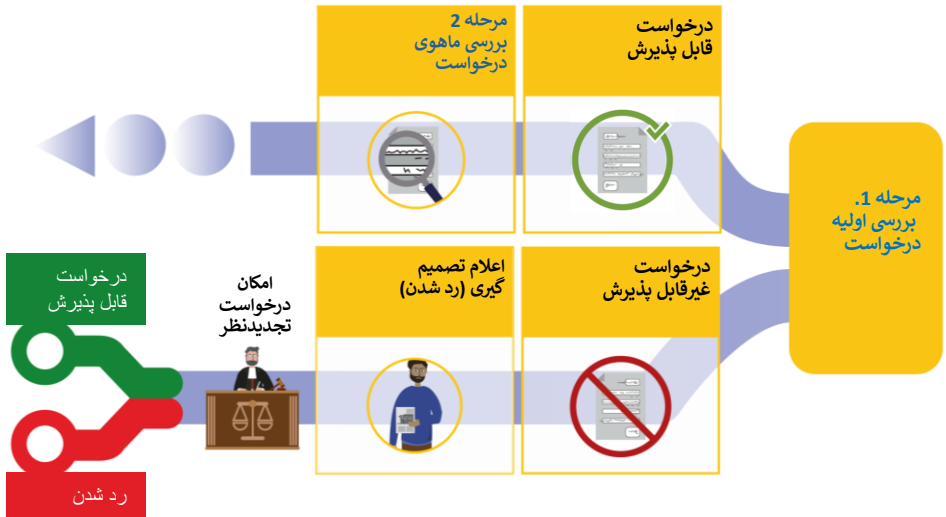 مرحله 1.
بررسی اولیه
درخواست
درخواست
قابل پذیرش
مرحله 2
بررسی ماهوی
درخواست
درخواست
غیرقابل پذیرش
اعلام تصمیم
گیری (رد شدن)
امکان
درخواست
تجدیدنظر
درخواست
قابل پذیرش
رد شدن